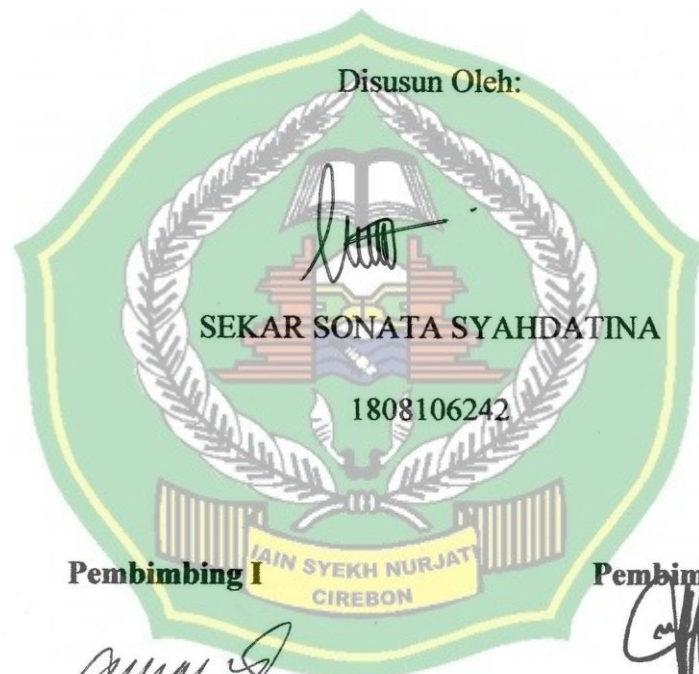 Disusun Oleh:
SEKAR SONATA SYAHDATINA
1808106242
IAIN SYEKH NURJATI
CIREBON
Pembimbing I